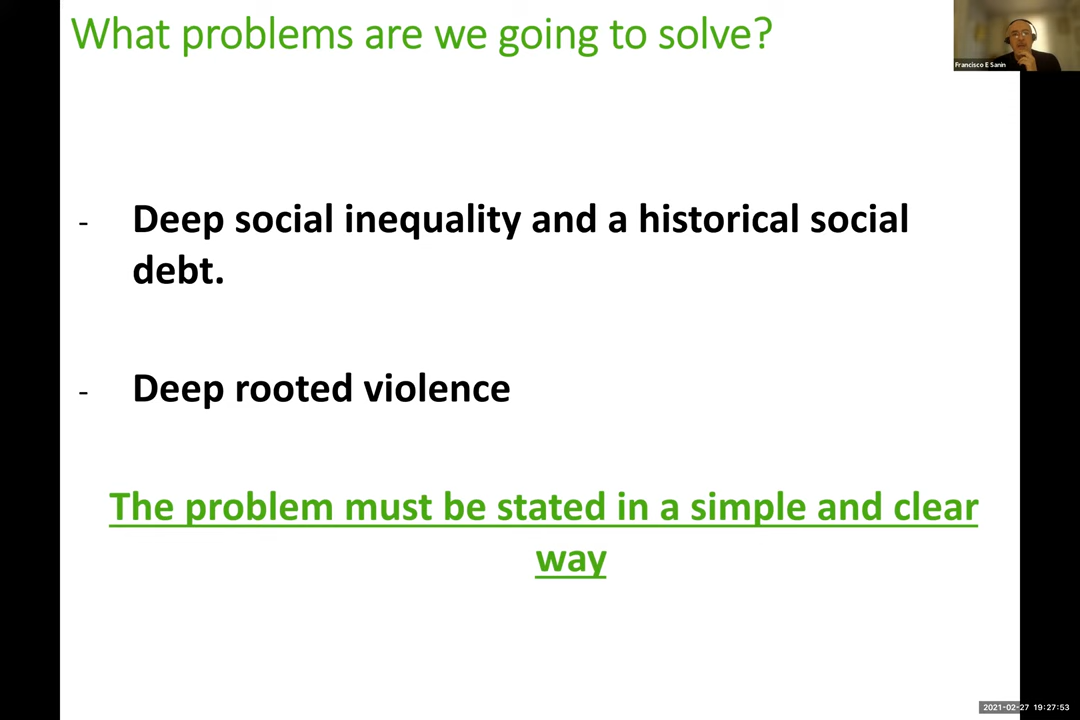 What problems are we going to solve?
Francisco E Sanin
- Deep social inequality and a historical social
debt.
- Deep rooted violence
The problem must be stated in a simple and clear
way
2021-02-27 19:27:53